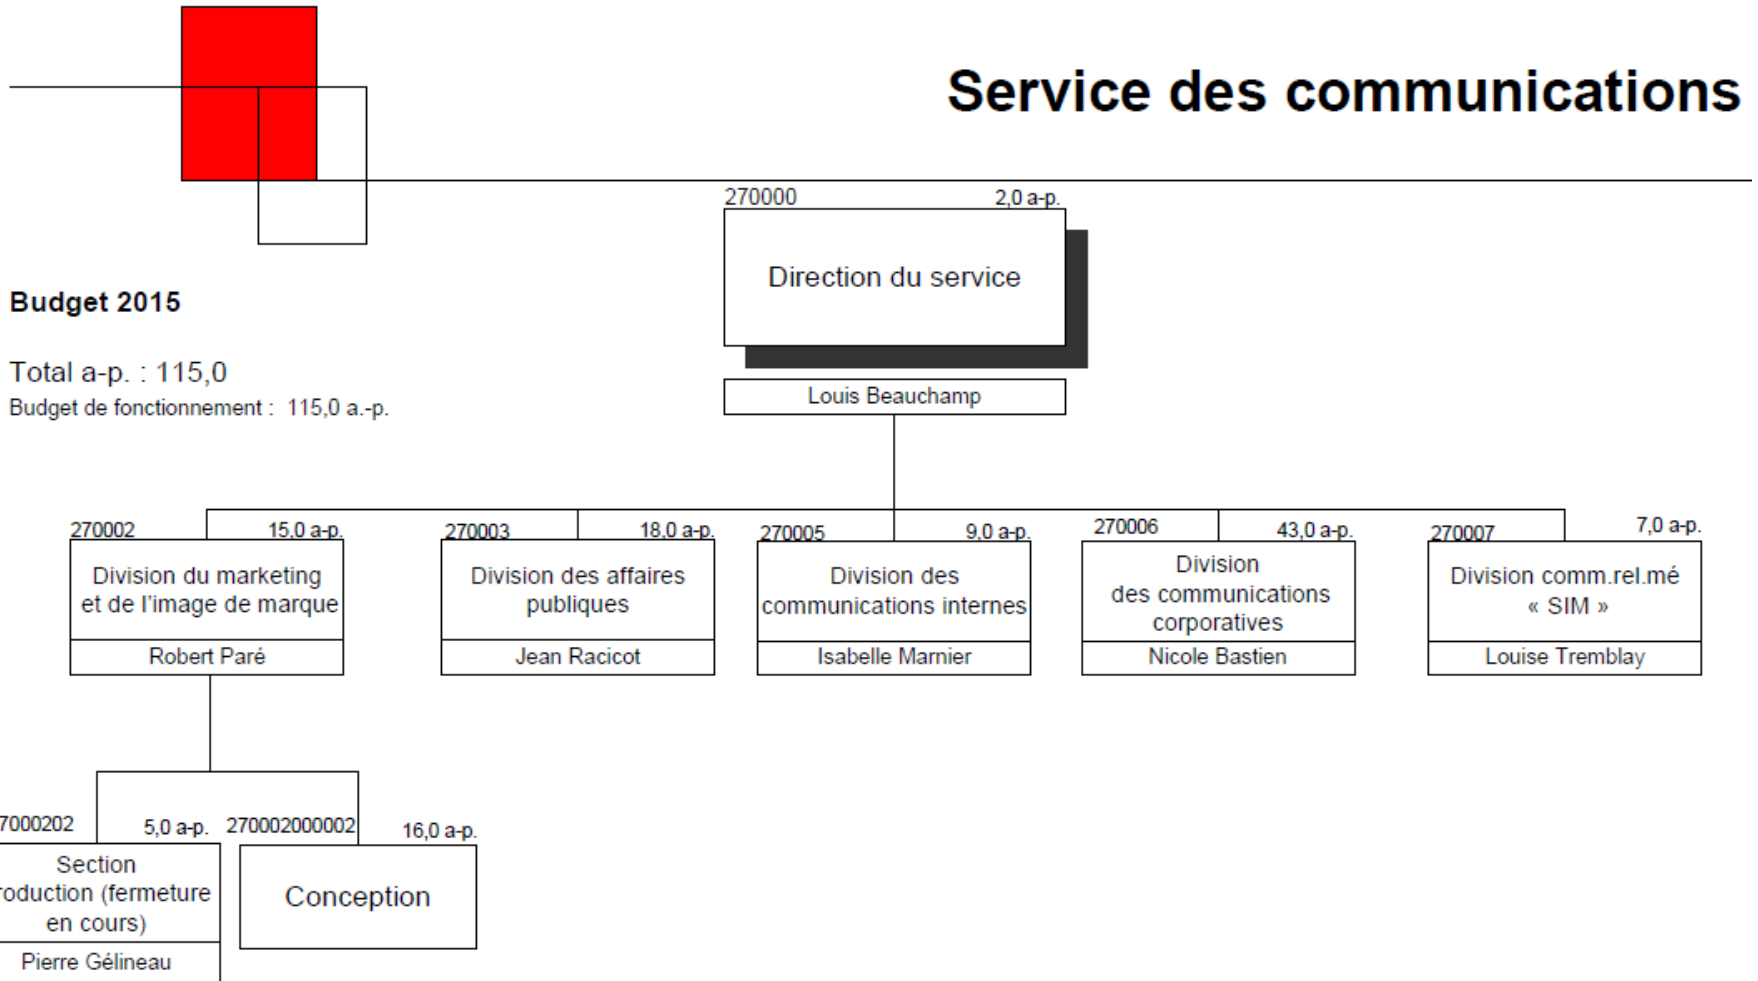 Service des communications
270000 2,0 a-p.
Direction du service
Louis Beauchamp
Budget 2015
Total a-p. : 115,0
Budget de fonctionnement : 115,0 a.-p.
270002 15,0 a-p.
Division du marketing
et de l'image de marque
Robert Paré
270003 18,0 a-p.
Division des affaires
publiques
Jean Racicot
270005 9,0 a-p.
Division des
communications internes
Isabelle Marnier
270006 43,0 a-p.
Division
des communications
corporatives
Nicole Bastien
270007 7,0 a-p.
Division comm.rel.mé
« SIM »
Louise Tremblay
7000202 5,0 a-p.
Section
roduction (fermeture
en cours)
Pierre Gélineau
270002000002 16,0 a-p.
Conception